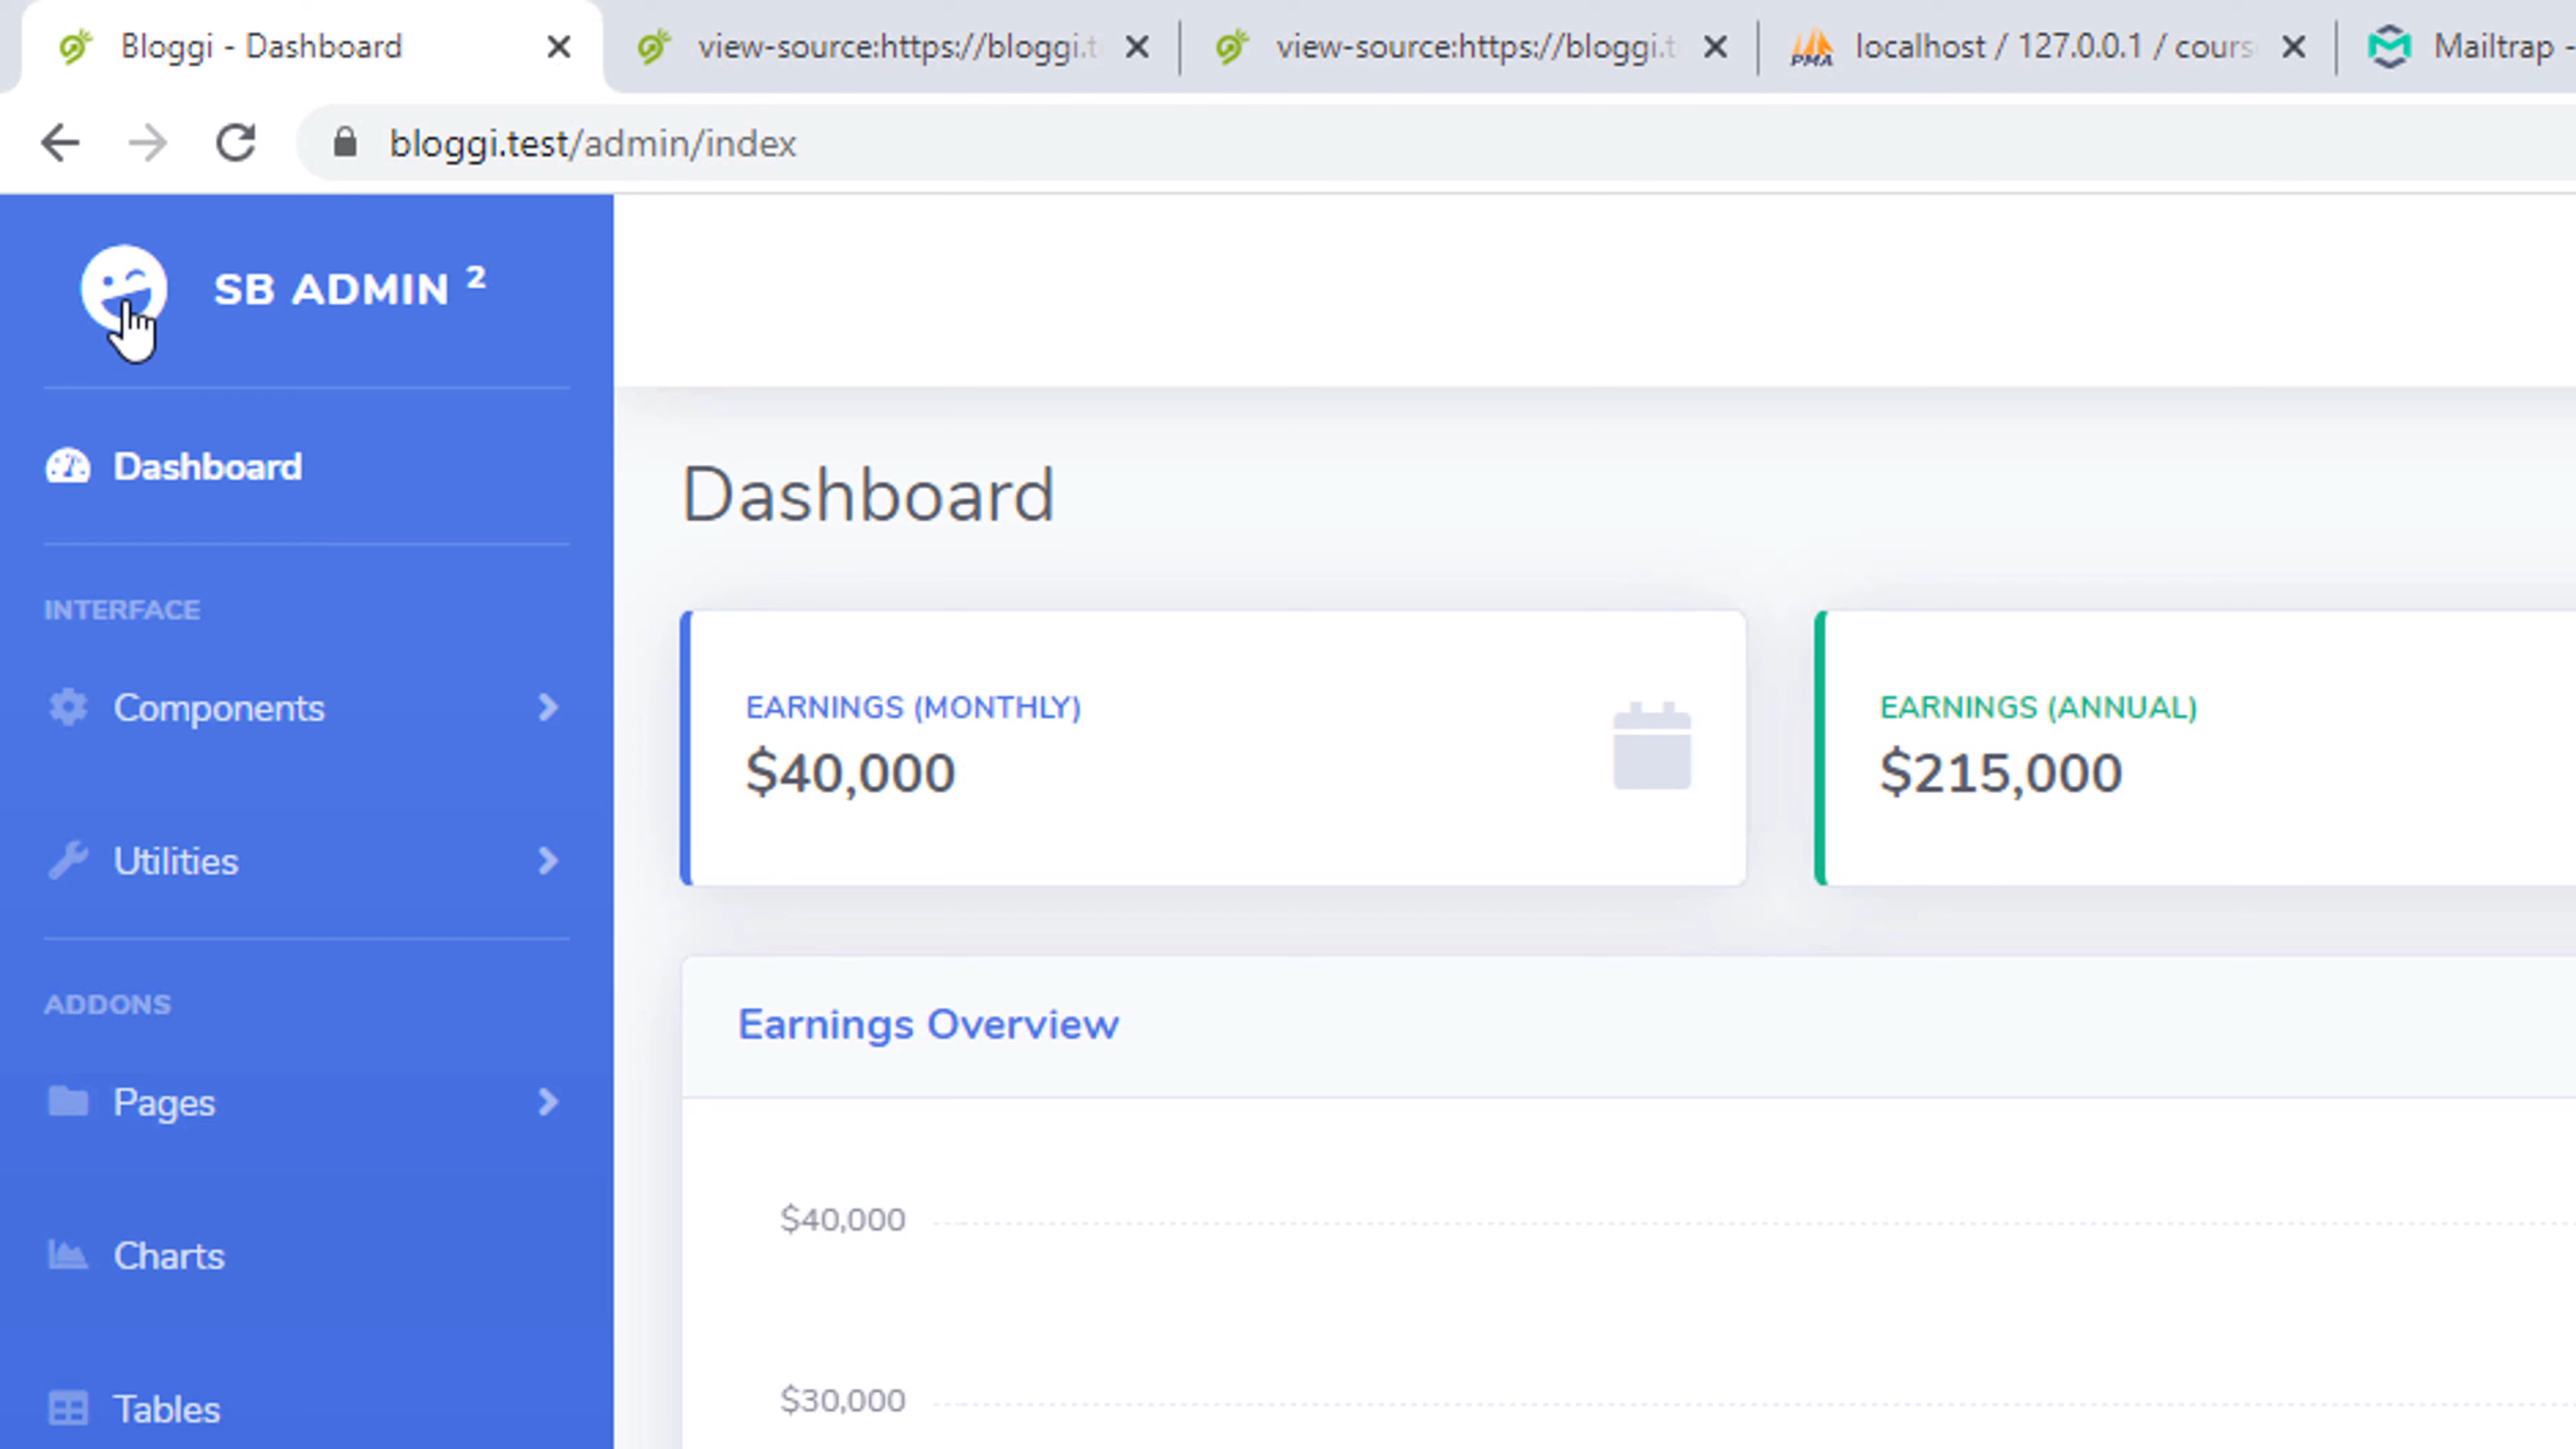 Bloggi - Dashboard
view-source:https://bloggi.t
view-source:https://bloggi.t
PMA localhost / 127.0.0.1 / cours
Mailtrap -
bloggi.test/admin/index
SB ADMIN 2
Dashboard
INTERFACE
Components
Utilities
ADDONS
Pages
Charts
Tables
Dashboard
EARNINGS (MONTHLY)
$40,000
EARNINGS (ANNUAL)
$215,000
Earnings Overview
$40,000
$30,000